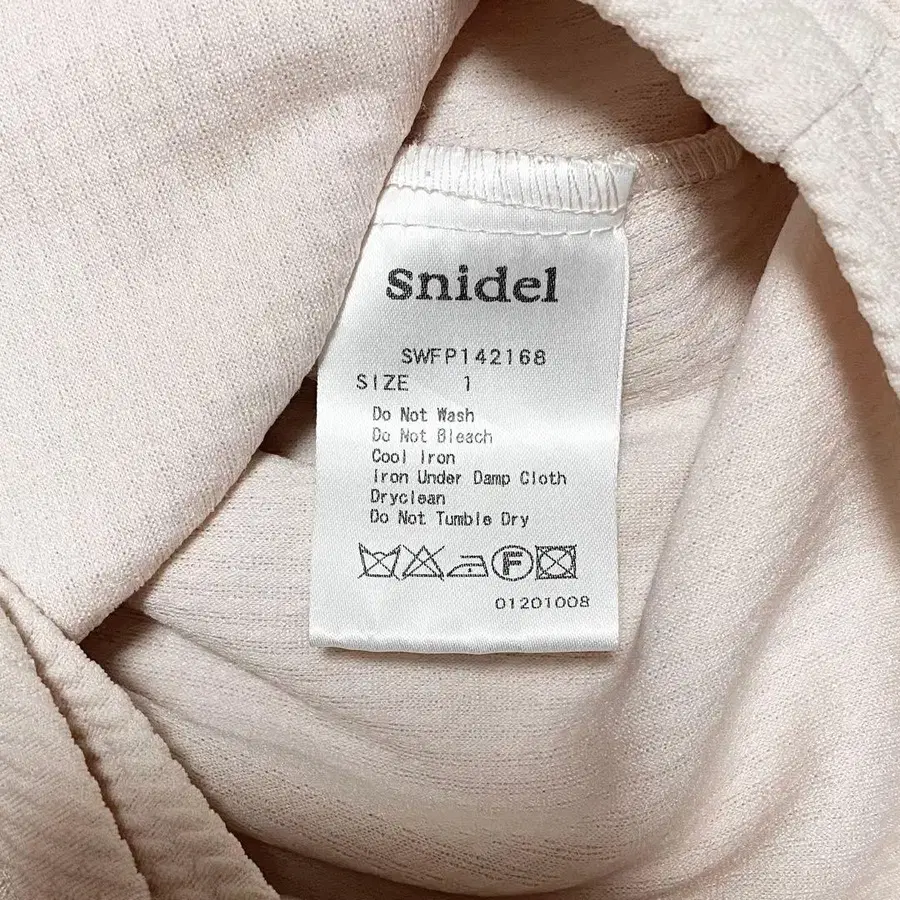 snidel
SWFP142168
SIZE 1
Do Not Wash
Do Not Bleach
Cool Iron
Iron Under Damp Cloth
Dryclean
Do Not Tumble Dry
F
01201008